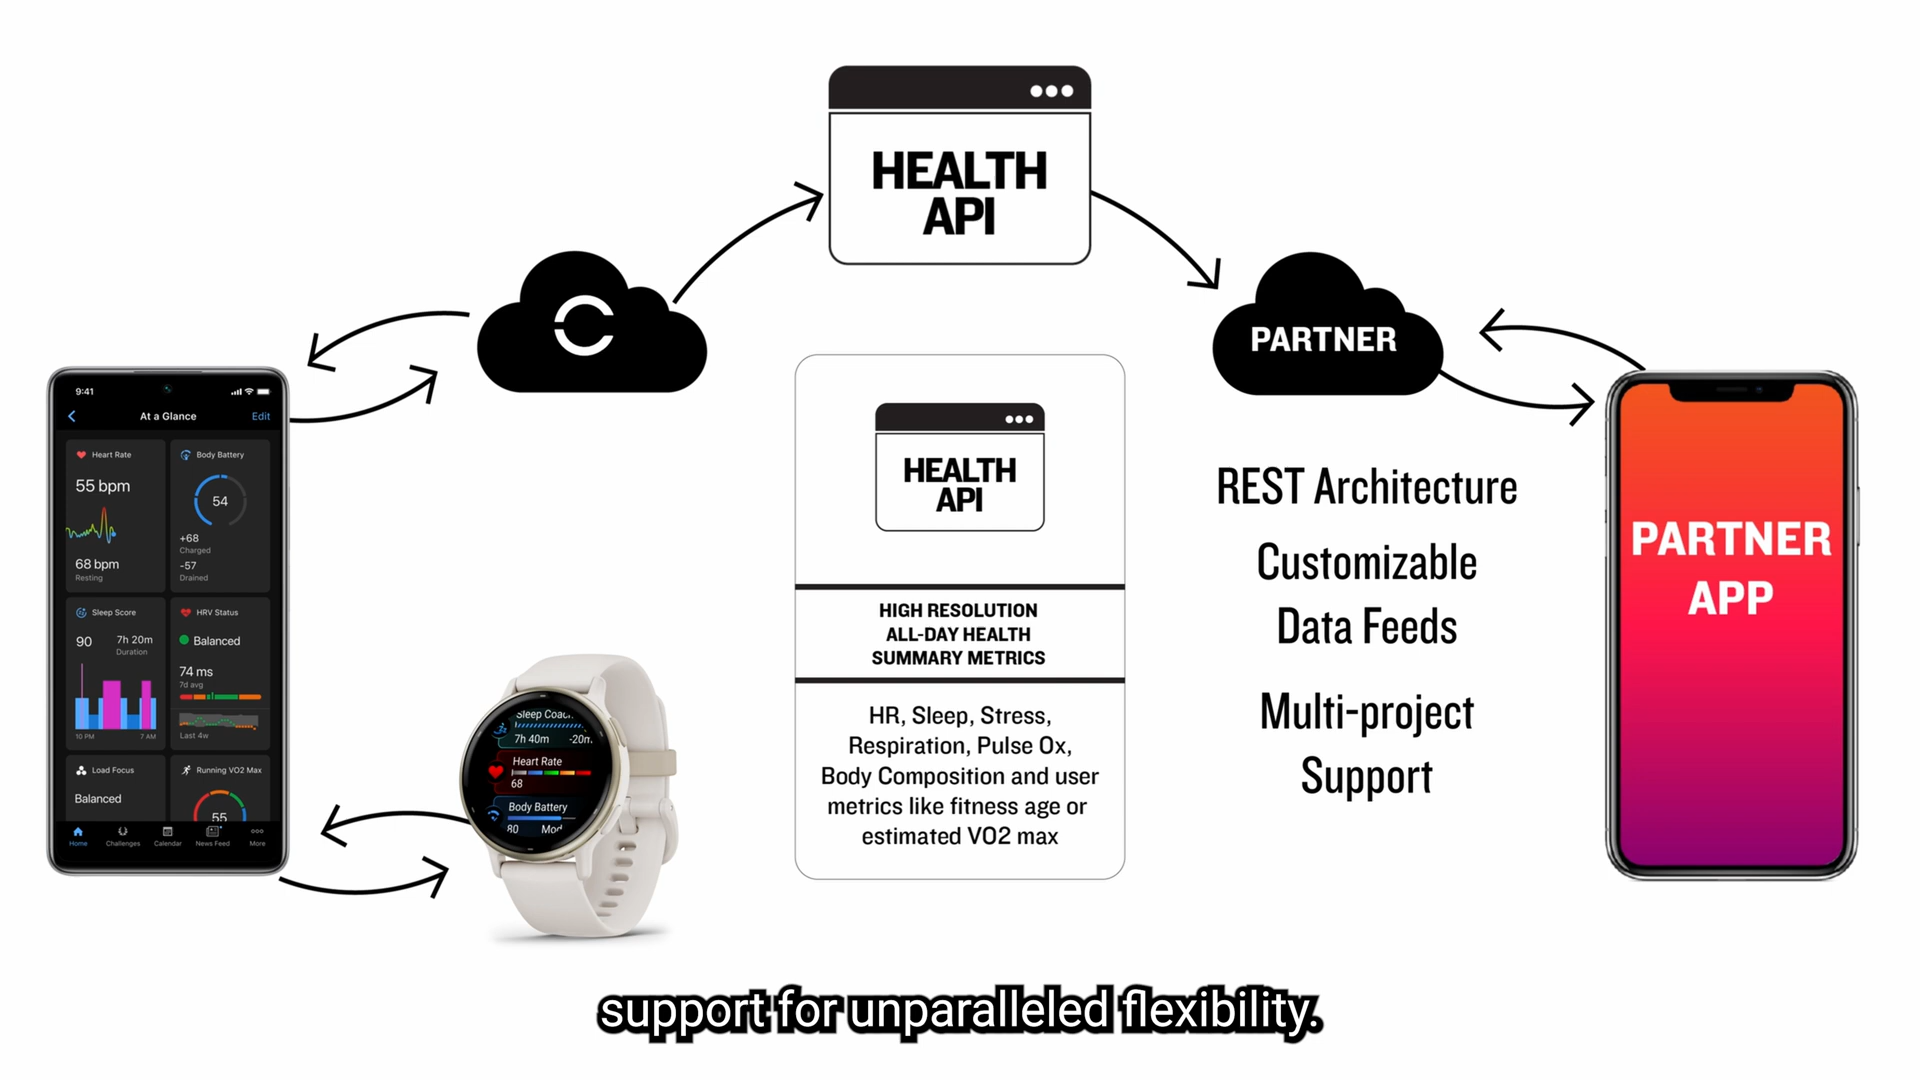 HEALTH
API
PARTNER
9:41
At a Glance
Edit
Heart Rate
55 bpm
68 bpm
Resting
Body Battery
54
+68
Charged
-57
Drained
Sleep Score
90
7h 20m
Duration
10 PM
7 AM
HRV Status
Balanced
74 ms
7d avg
Last 4w
Load Focus
Balanced
Running VO2 Max
55
Home
Challenges
Calendar
News Feed
More
Sleep Coac
7h 40m -20m
Heart Rate
68
Body Battery
80 Mod
HEALTH
API
HIGH RESOLUTION
ALL-DAY HEALTH
SUMMARY METRICS
HR, Sleep, Stress,
Respiration, Pulse Ox,
Body Composition and user
metrics like fitness age or
estimated VO2 max
REST Architecture
Customizable
Data Feeds
Multi-project
Support
PARTNER
APP
support for unparalleled flexibility.